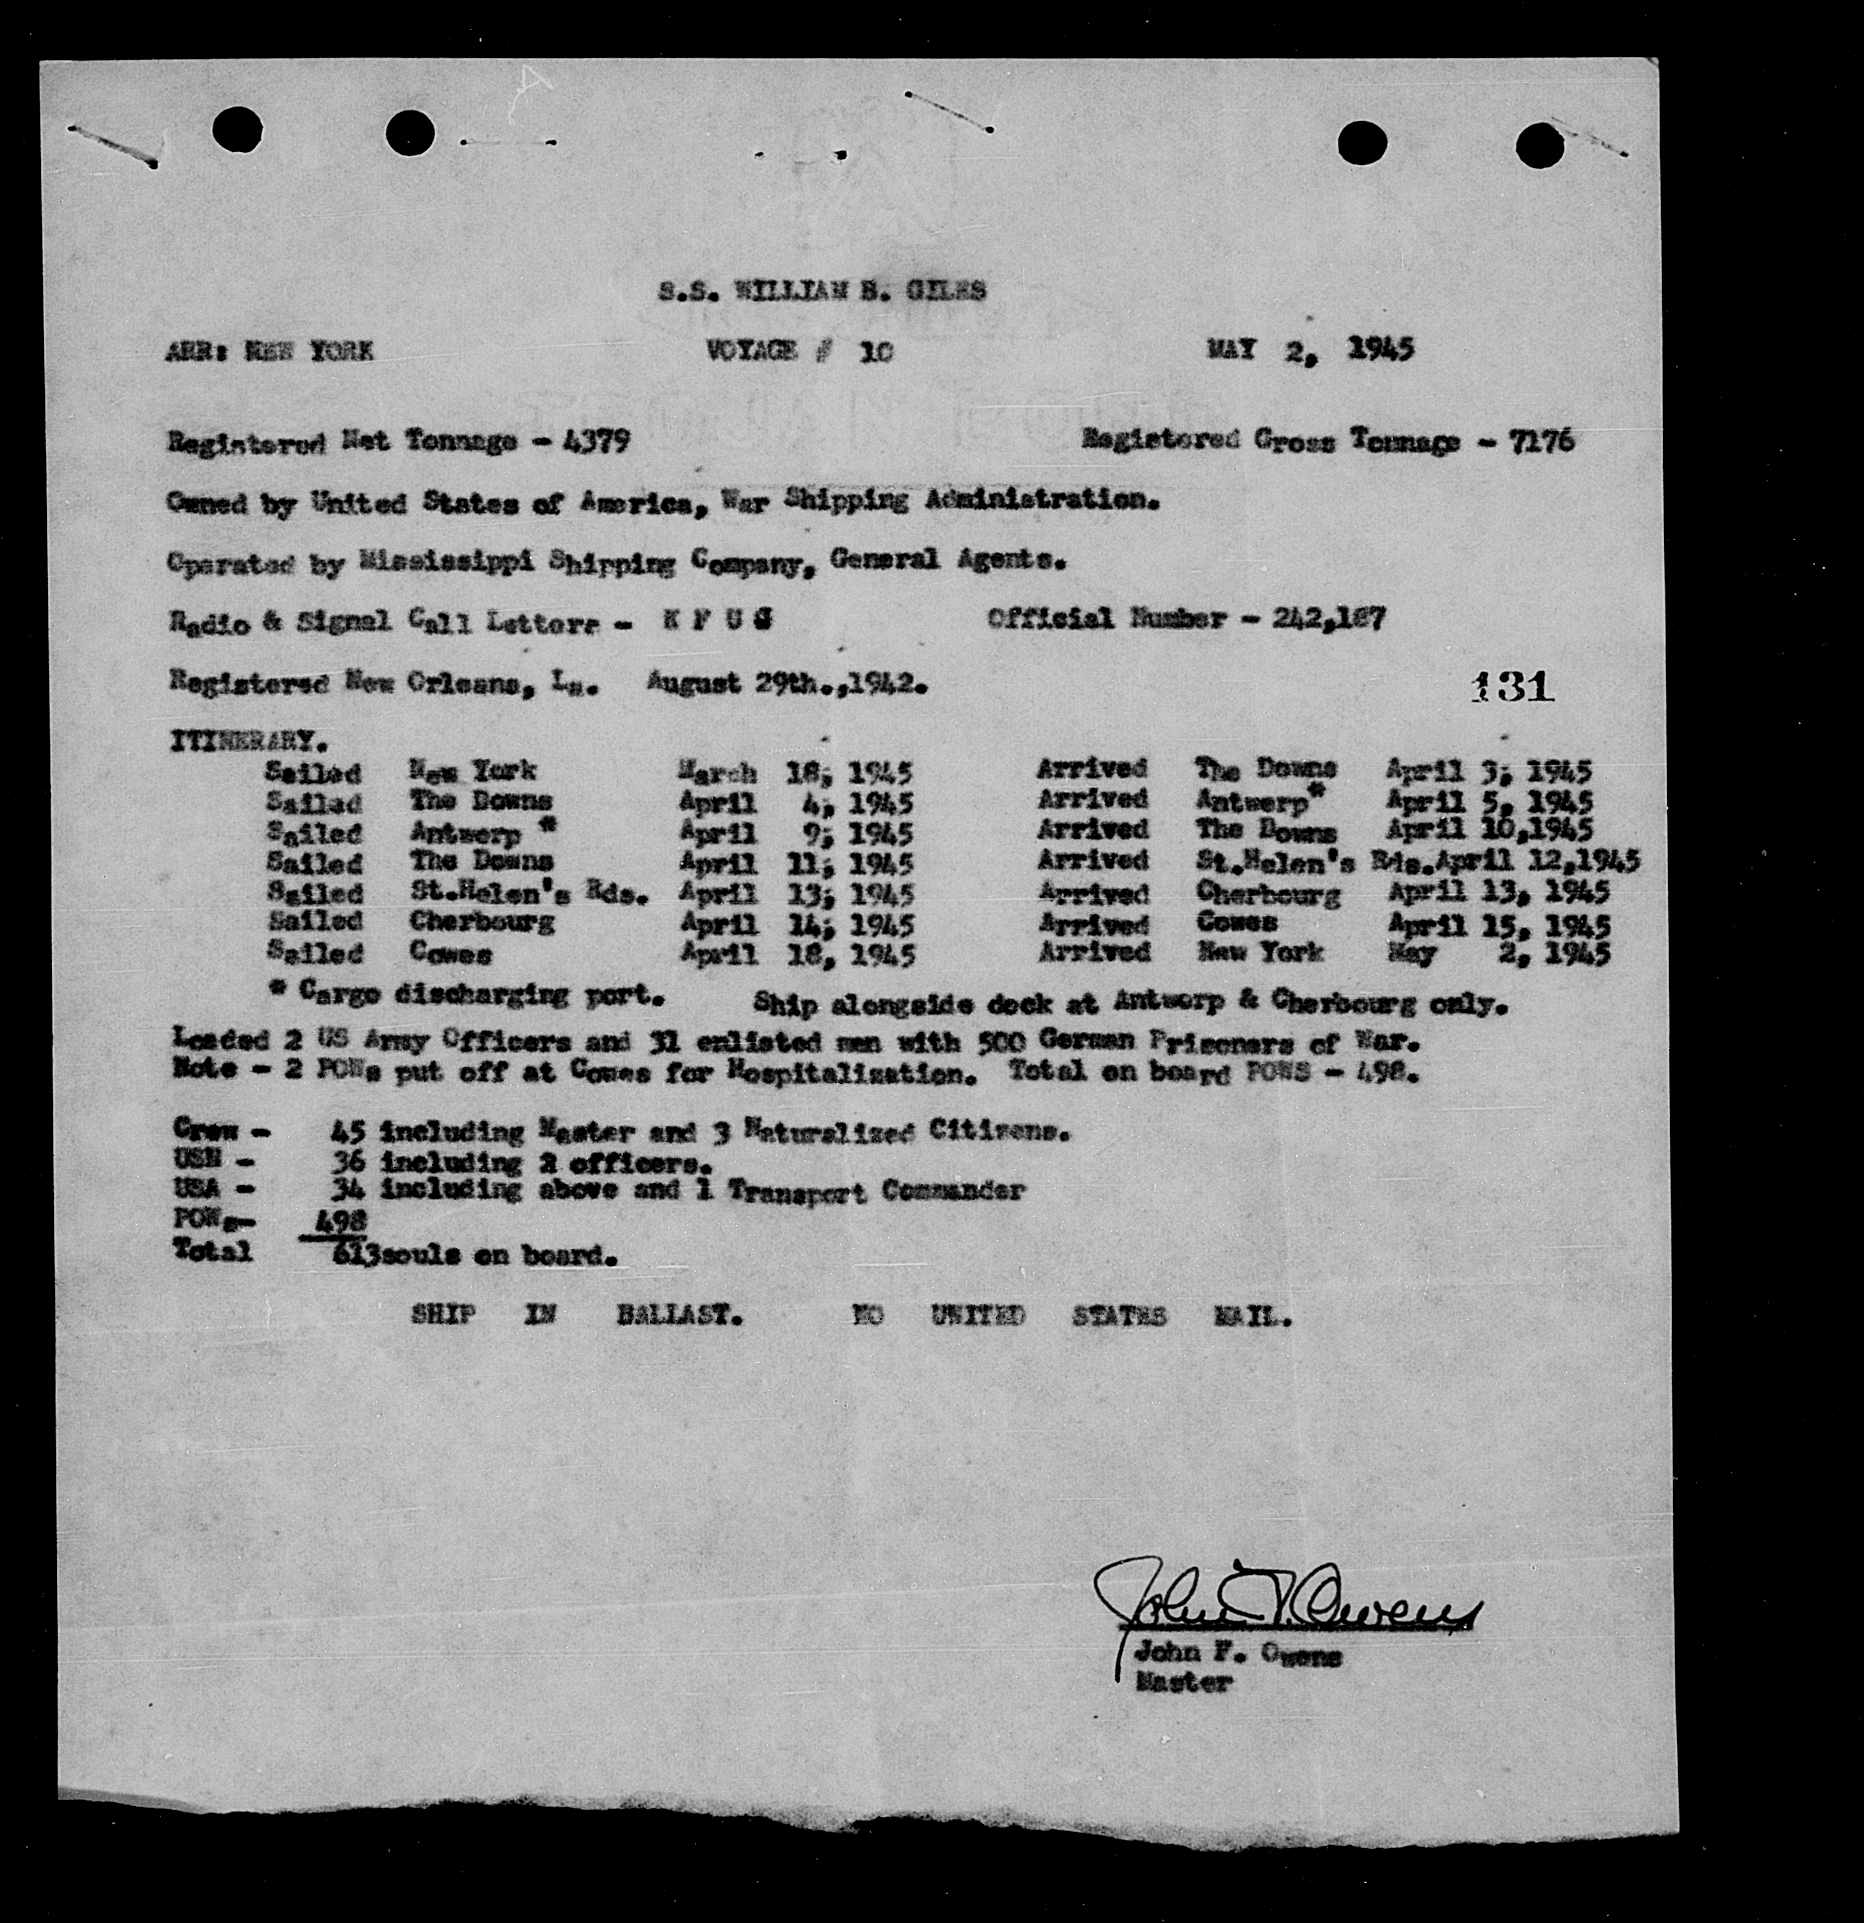 S.S. WILLIAM B. GILES
ARR: NEW YORK VOYAGE # 10 MAY 2, 1945
Registered Net Tonnage - 4379 Registered Gross Tonnage - 7176
Owned by United States of America, War Shipping Administration.
Operated by Mississippi Shipping Company, General Agents.
Radio & Signal Call Letters - K F U G Official Number - 242,187
Registered New Orleans, La. August 29th.,1942.
131
ITINERARY.
Sailed New York March 18, 1945 Arrived The Downs April 3, 1945
Sailed The Downs April 4, 1945 Arrived Antwerp* April 5, 1945
Sailed Antwerp * April 9, 1945 Arrived The Downs April 10,1945
Sailed The Downs April 11, 1945 Arrived St.Helen's Rds.April 12,1945
Sailed St.Helen's Rds. April 13, 1945 Arrived Cherbourg April 13, 1945
Sailed Cherbourg April 14, 1945 Arrived Cowes April 15, 1945
Sailed Cowes April 18, 1945 Arrived New York May 2, 1945
* Cargo discharging port. Ship alongside dock at Antwerp & Cherbourg only.
Loaded 2 US Army Officers and 31 enlisted men with 500 German Prisoners of War.
Note - 2 POWs put off at Cowes for Hospitalization. Total on board POWS - 498.
Crew - 45 including Master and 3 Naturalized Citizens.
USN - 36 including 2 officers.
USA - 34 including above and 1 Transport Commander
POWs- 498
Total 613souls on board.
SHIP IN BALLAST. NO UNITED STATES MAIL.
John F. Owens
John F. Owens
Master